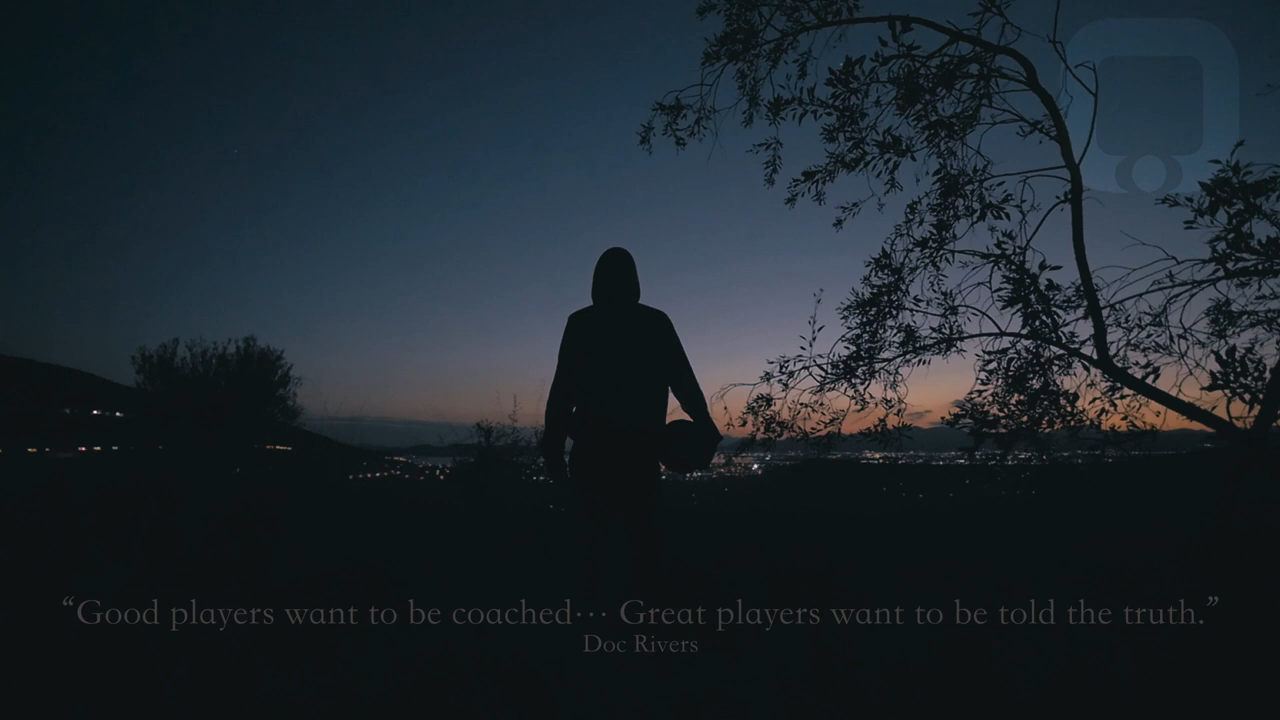 “Good players want to be coached··· Great players want to be told the truth.”
Doc Rivers